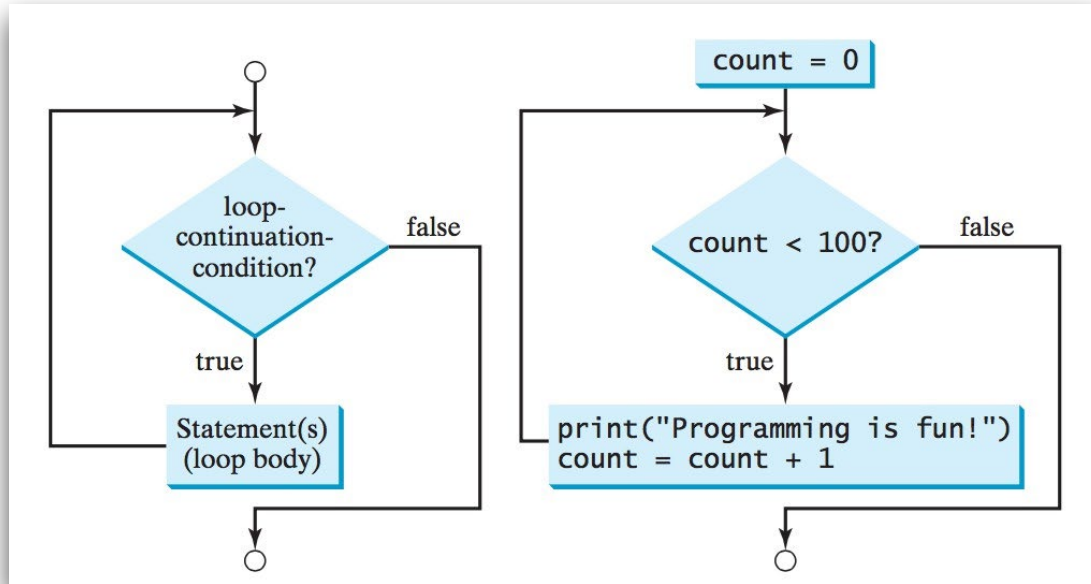 loop-
continuation-
condition?
false
true
Statement(s)
(loop body)
count = 0
count < 100?
false
true
print("Programming is fun!")
count = count + 1